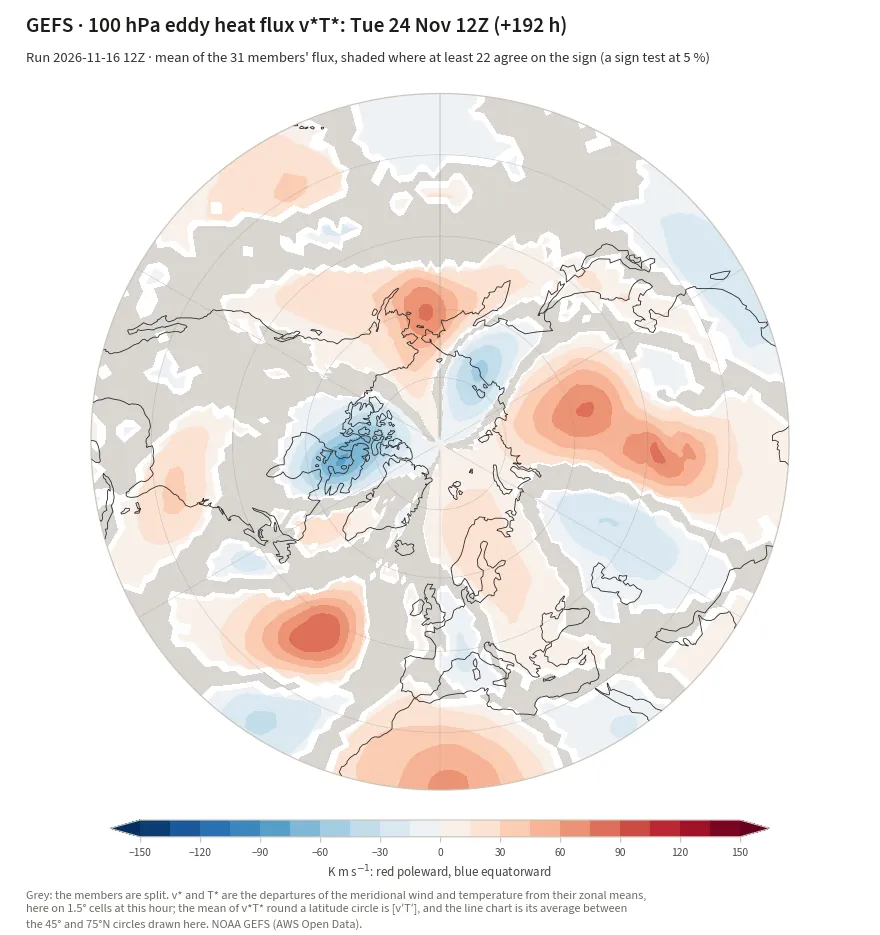 GEFS · 100 hPa eddy heat flux v*T*: Tue 24 Nov 12Z (+192 h)
Run 2026-11-16 12Z · mean of the 31 members' flux, shaded where at least 22 agree on the sign (a sign test at 5 %)
−150 −120 −90 −60 −30 0 30 60 90 120 150
K m s⁻¹: red poleward, blue equatorward
Grey: the members are split. v* and T* are the departures of the meridional wind and temperature from their zonal means,
here on 1.5° cells at this hour; the mean of v*T* round a latitude circle is [v′T′], and the line chart is its average between
the 45° and 75°N circles drawn here. NOAA GEFS (AWS Open Data).